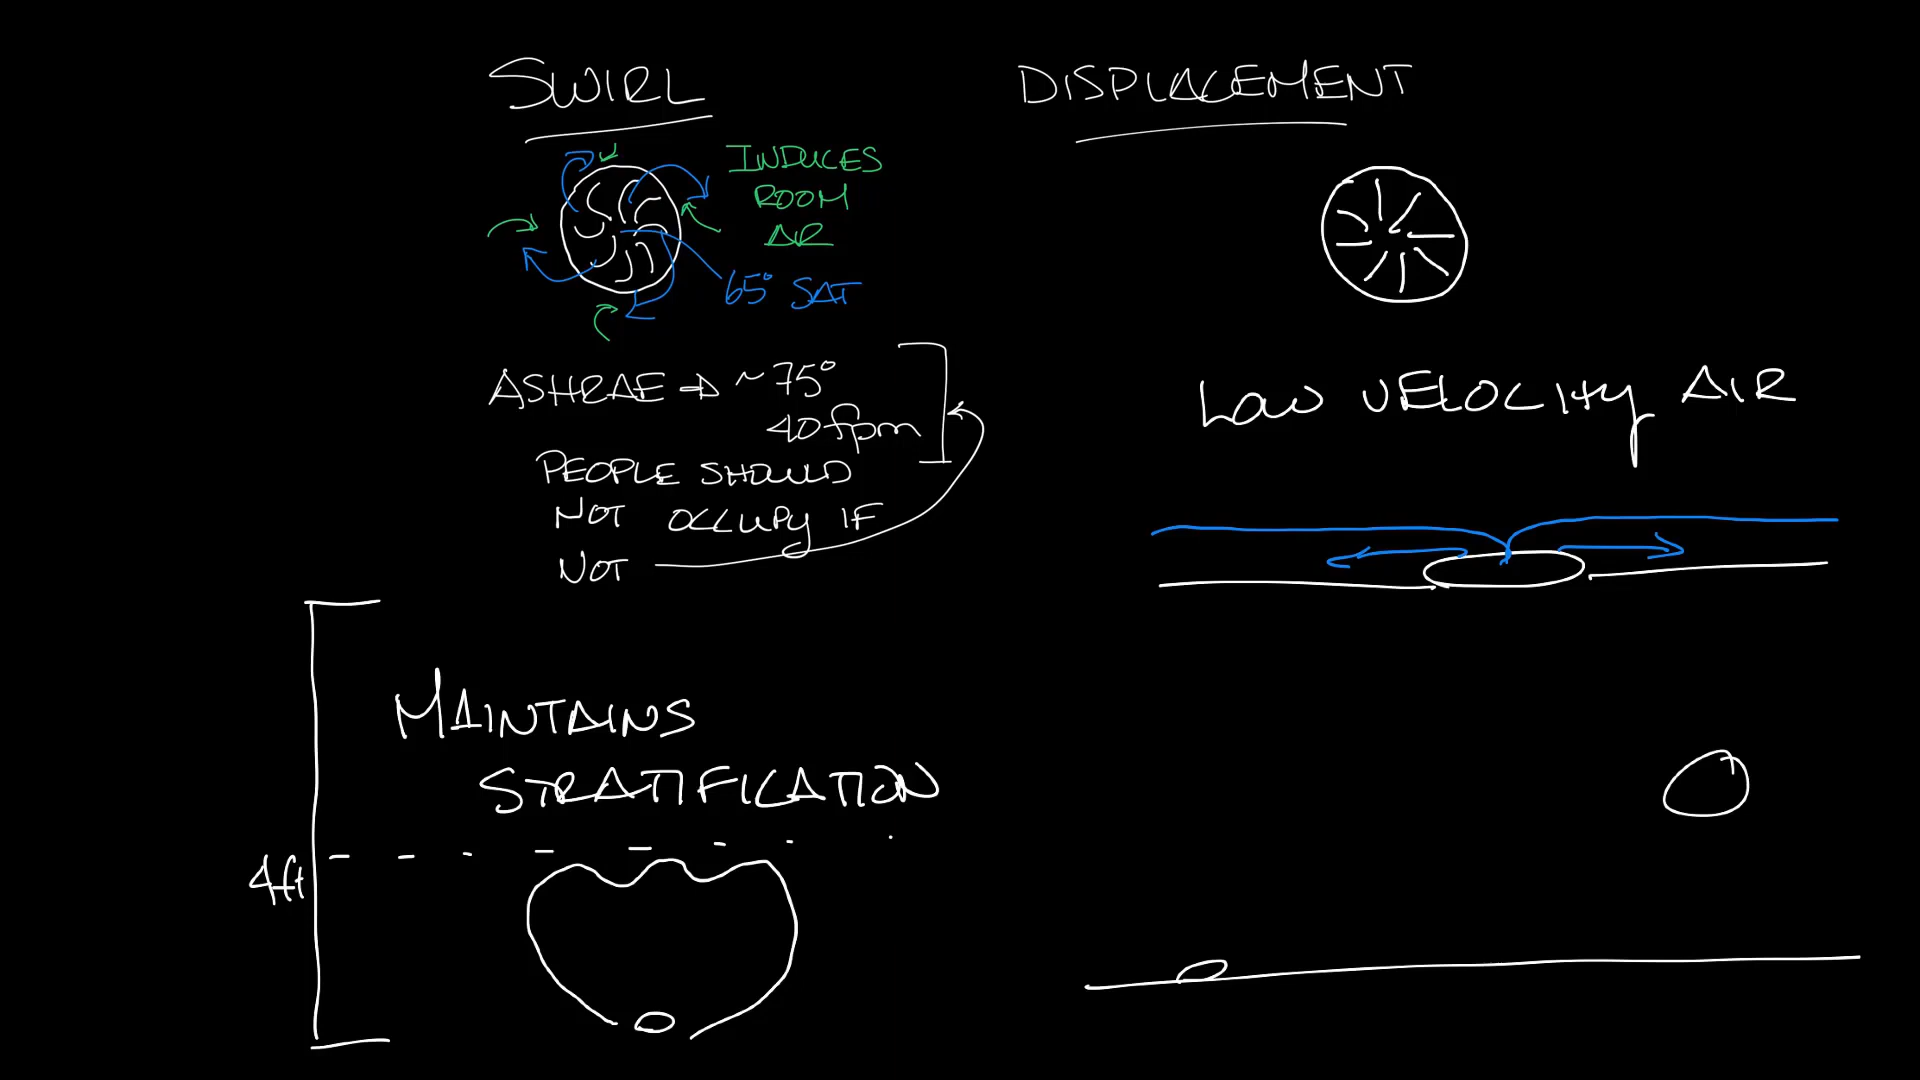 SWIRL
DISPLACEMENT
INDUCES
ROOM
AIR
65° SAT
ASHRAE → ~75°
40fpm
PEOPLE SHOULD
NOT OCCUPY IF
NOT
LOW VELOCITY AIR
MAINTAINS
STRATIFICATION
4ft